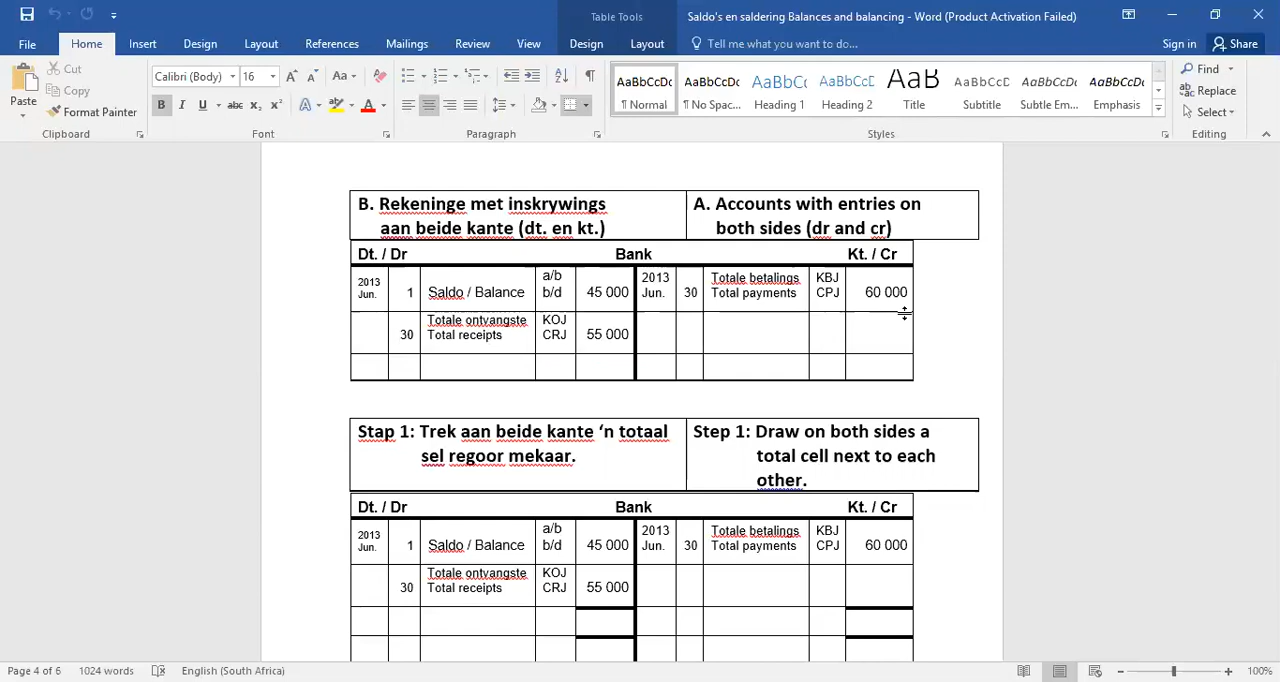 Table Tools
Saldo's en saldering Balances and balancing - Word (Product Activation Failed)
File Home Insert Design Layout References Mailings Review View Design Layout Tell me what you want to do... Sign in Share
Paste Cut Copy Format Painter
Clipboard
Calibri (Body) 16 A A Aa
B I U abc x₂ x² A A
Font
Paragraph
AaBbCcDc AaBbCcDc AaBbCc AaBbCcC AaB AaBbCcD AaBbCcDc AaBbCcDc
¶ Normal ¶ No Spac... Heading 1 Heading 2 Title Subtitle Subtle Em... Emphasis
Styles
Find
Replace
Select
Editing
B. Rekeninge met inskrywings
aan beide kante (dt. en kt.)
A. Accounts with entries on
both sides (dr and cr)
Dt. / Dr Bank Kt. / Cr
2013 Jun. 1 Saldo / Balance a/b b/d 45 000 2013 Jun. 30 Totale betalings Total payments KBJ CPJ 60 000
30 Totale ontvangste Total receipts KOJ CRJ 55 000
Stap 1: Trek aan beide kante ‘n totaal
sel regoor mekaar.
Step 1: Draw on both sides a
total cell next to each
other.
Dt. / Dr Bank Kt. / Cr
2013 Jun. 1 Saldo / Balance a/b b/d 45 000 2013 Jun. 30 Totale betalings Total payments KBJ CPJ 60 000
30 Totale ontvangste Total receipts KOJ CRJ 55 000
Page 4 of 6 1024 words English (South Africa) 100%